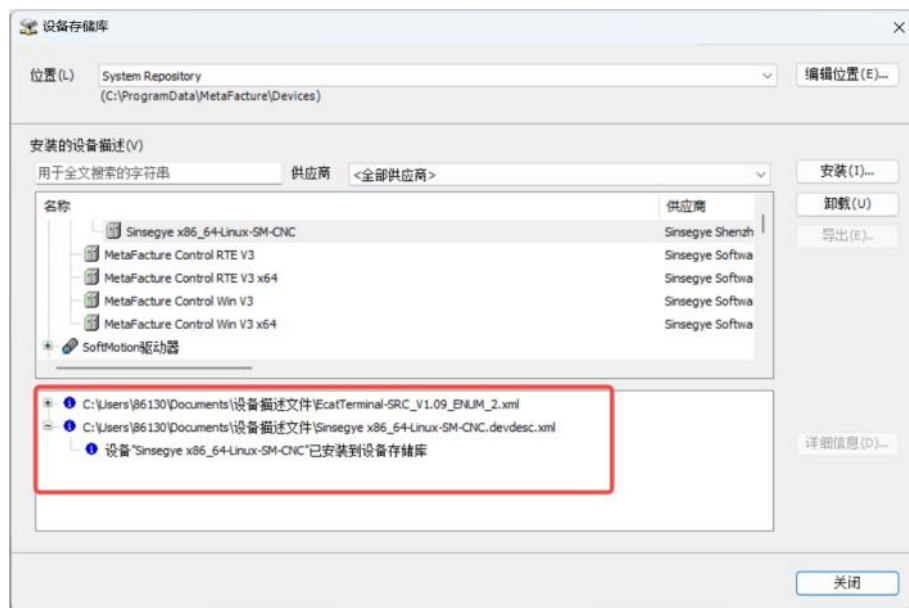 设备存储库
位置(L) System Repository 编辑位置(E)...
(C:\ProgramData\MetaFacture\Devices)
安装的设备描述(V)
用于全文搜索的字符串 供应商 <全部供应商> 安装(I)...
名称 供应商 卸载(U)
Sinsegye x86_64-Linux-SM-CNC Sinsegye Shenzh 导出(E)..
MetaFacture Control RTE V3 Sinsegye Softwa
MetaFacture Control RTE V3 x64 Sinsegye Softwa
MetaFacture Control Win V3 Sinsegye Softwa
MetaFacture Control Win V3 x64 Sinsegye Softwa
SoftMotion驱动器
C:\Users\86130\Documents\设备描述文件\EcatTerminal-SRC_V1.09_ENUM_2.xml
C:\Users\86130\Documents\设备描述文件\Sinsegye x86_64-Linux-SM-CNC.devdesc.xml
设备"Sinsegye x86_64-Linux-SM-CNC"已安装到设备存储库 详细信息(D)...
关闭